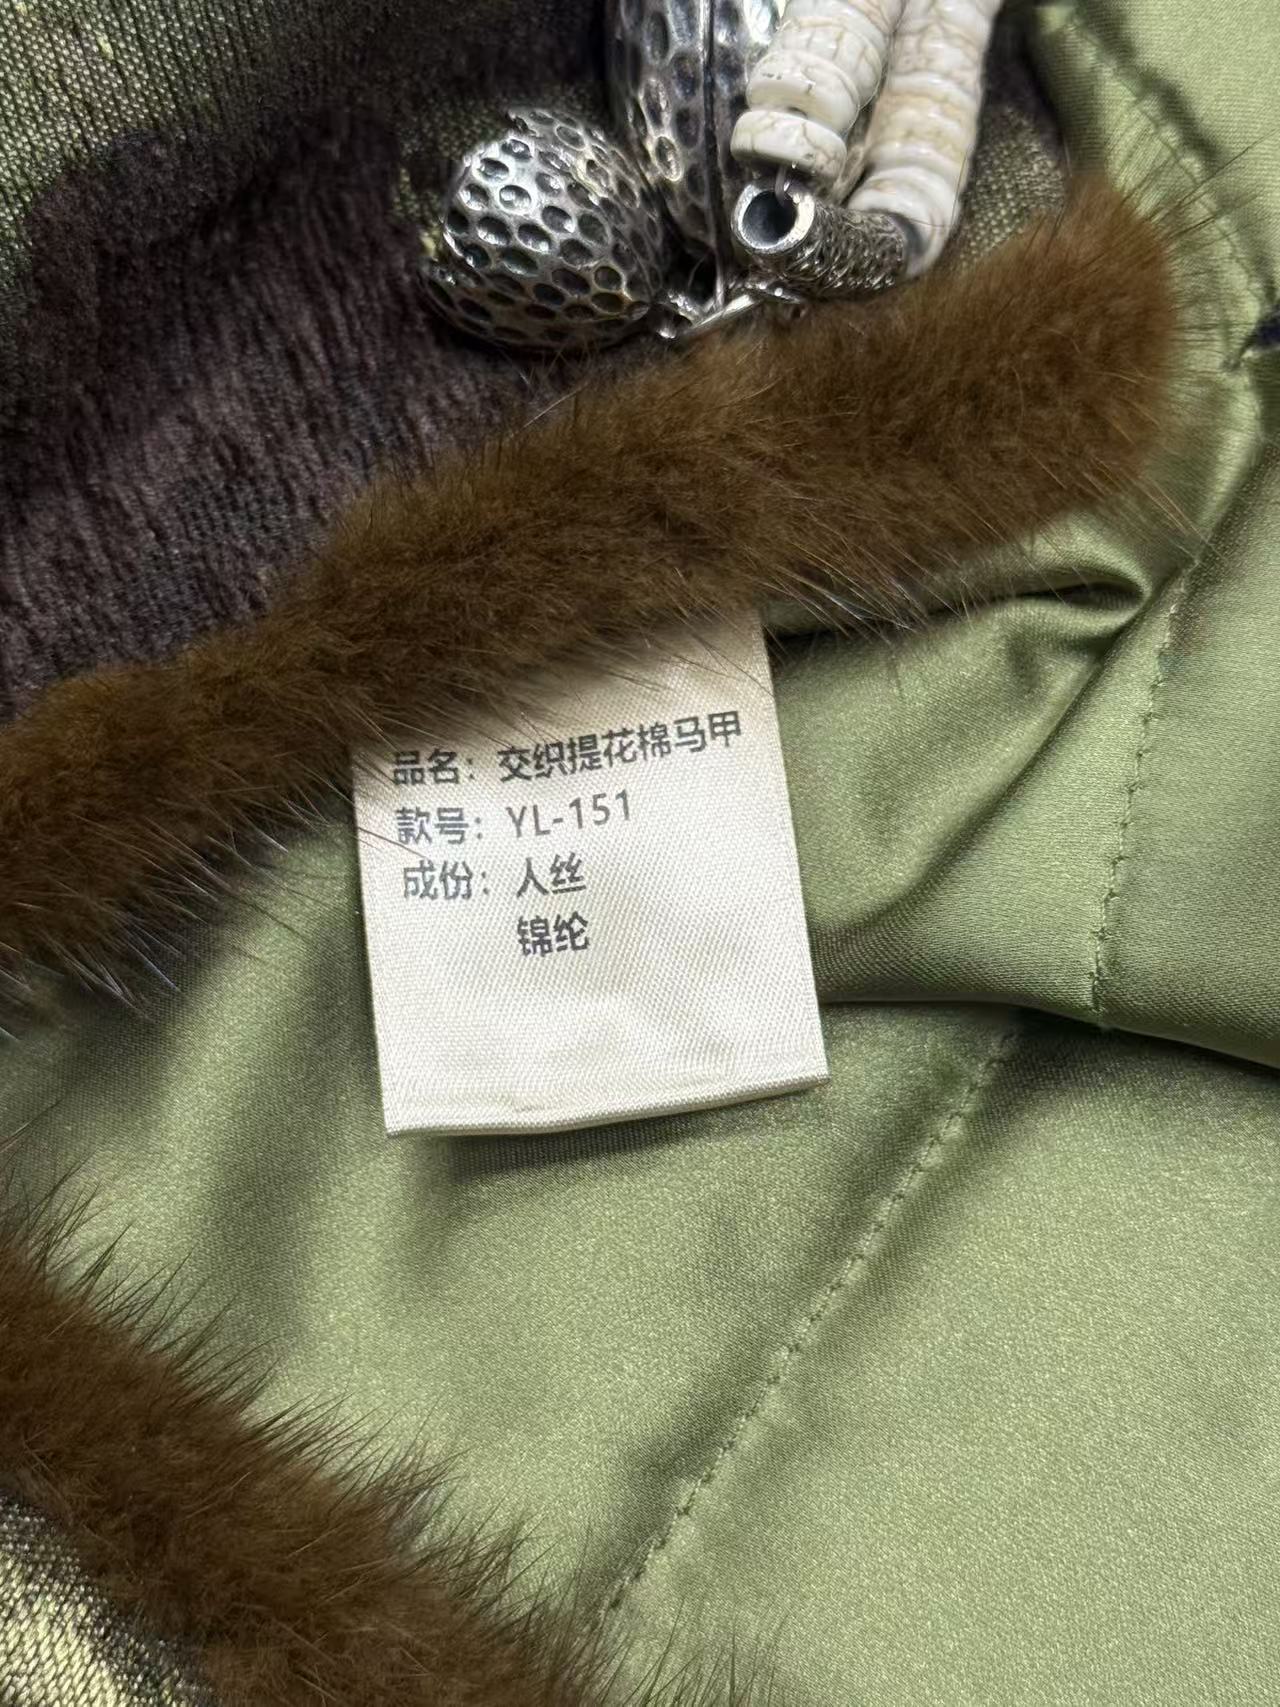 品名：交织提花棉马甲
款号：YL-151
成份：人丝
锦纶